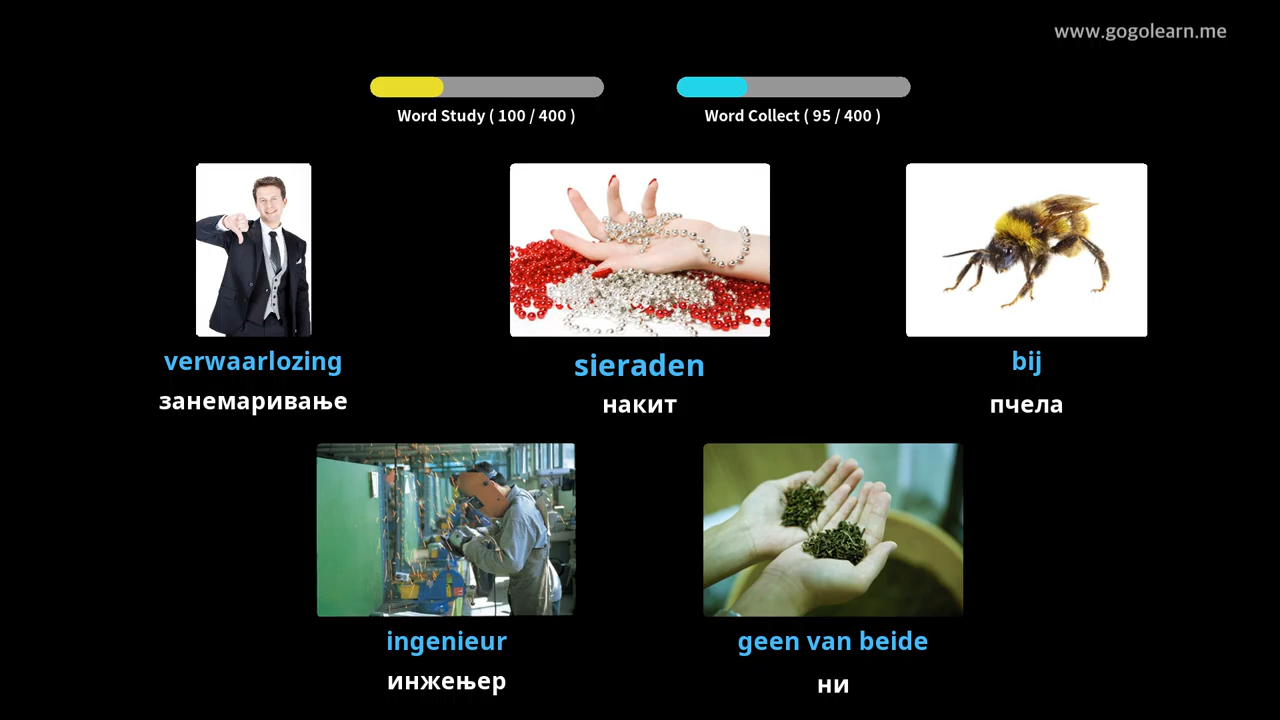 www.gogolearn.me
Word Study ( 100 / 400 )
Word Collect ( 95 / 400 )
verwaarlozing
занемаривање
sieraden
накит
bij
пчела
ingenieur
инжењер
geen van beide
ни